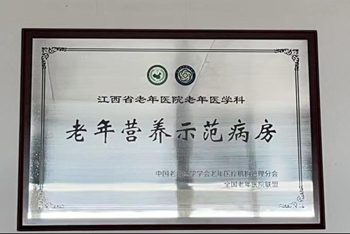 江西省老年医院老年医学科
老年营养示范病房
中国老年医学学会老年医疗机构管理分会
全国老年医院联盟